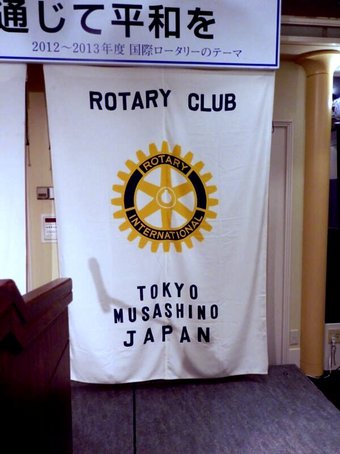 通じて平和を
2012～2013年度 国際ロータリーのテーマ
ROTARY CLUB
ROTARY
INTERNATIONAL
TOKYO
MUSASHINO
JAPAN